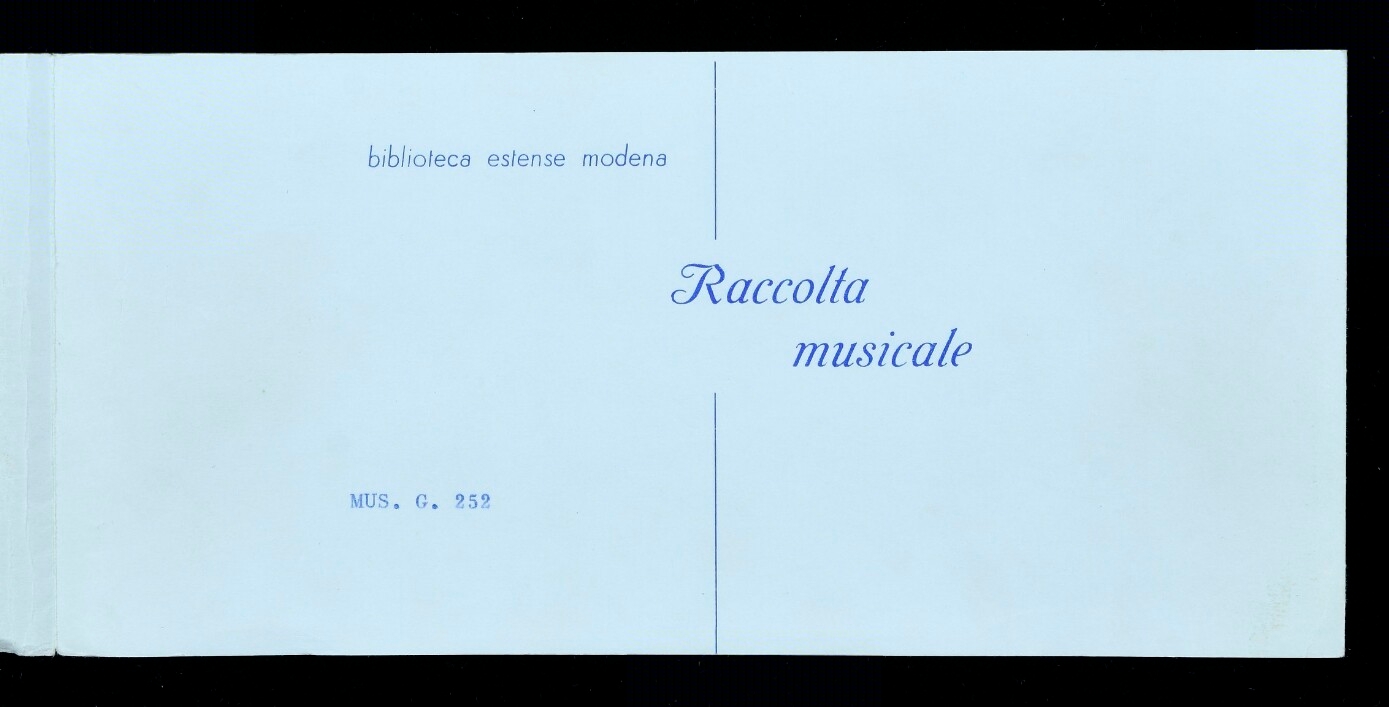 biblioteca estense modena
Raccolta
musicale
MUS. G. 252